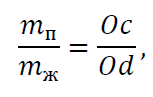 mп/mж = Oc/Od,